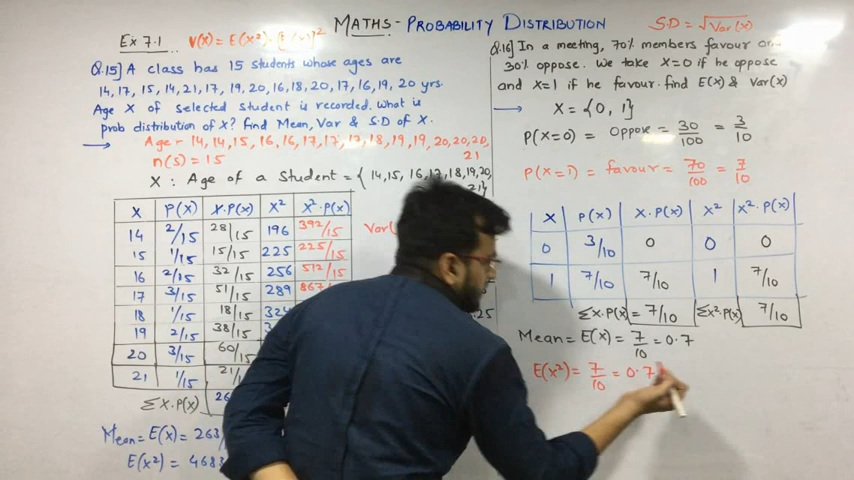 MATHS - PROBABILITY DISTRIBUTION
S.D = √Var(x)
Ex 7.1
V(x) = E(x²) - [E(x)]²
Q.15] A class has 15 students whose ages are
14, 17, 15, 14, 21, 17, 19, 20, 16, 18, 20, 17, 16, 19, 20 yrs.
Age X of selected student is recorded. What is
prob distribution of X? Find Mean, Var & S.D of X.
→ Age = 14, 14, 15, 16, 16, 17, 17, 17, 18, 19, 19, 20, 20, 20,
21
n(s) = 15
X : Age of a Student = { 14, 15, 16, 17, 18, 19, 20,
21}
X P(x) X.P(x) X² X².P(x)
14 2/15 28/15 196 392/15
15 1/15 15/15 225 225/15
16 2/15 32/15 256 512/15
17 3/15 51/15 289 867/15
18 1/15 18/15 324
19 2/15 38/15
20 3/15 60/15
21 1/15 21/
ΣX.P(x) 26
Mean = E(x) = 263/
E(x²) = 4683
Var(
25
Q.16] In a meeting, 70% members favour
30% oppose. We take X=0 if he oppose
and X=1 if he favour. find E(x) & Var(x)
→ X = {0, 1}
P(X=0) = Oppose = 30/100 = 3/10
P(X=1) = favour = 70/100 = 7/10
X P(x) X.P(x) X² X².P(x)
0 3/10 0 0 0
1 7/10 7/10 1 7/10
ΣX.P(x) = 7/10 ΣX².P(x) 7/10
Mean = E(x) = 7/10 = 0.7
E(x²) = 7/10 = 0.7